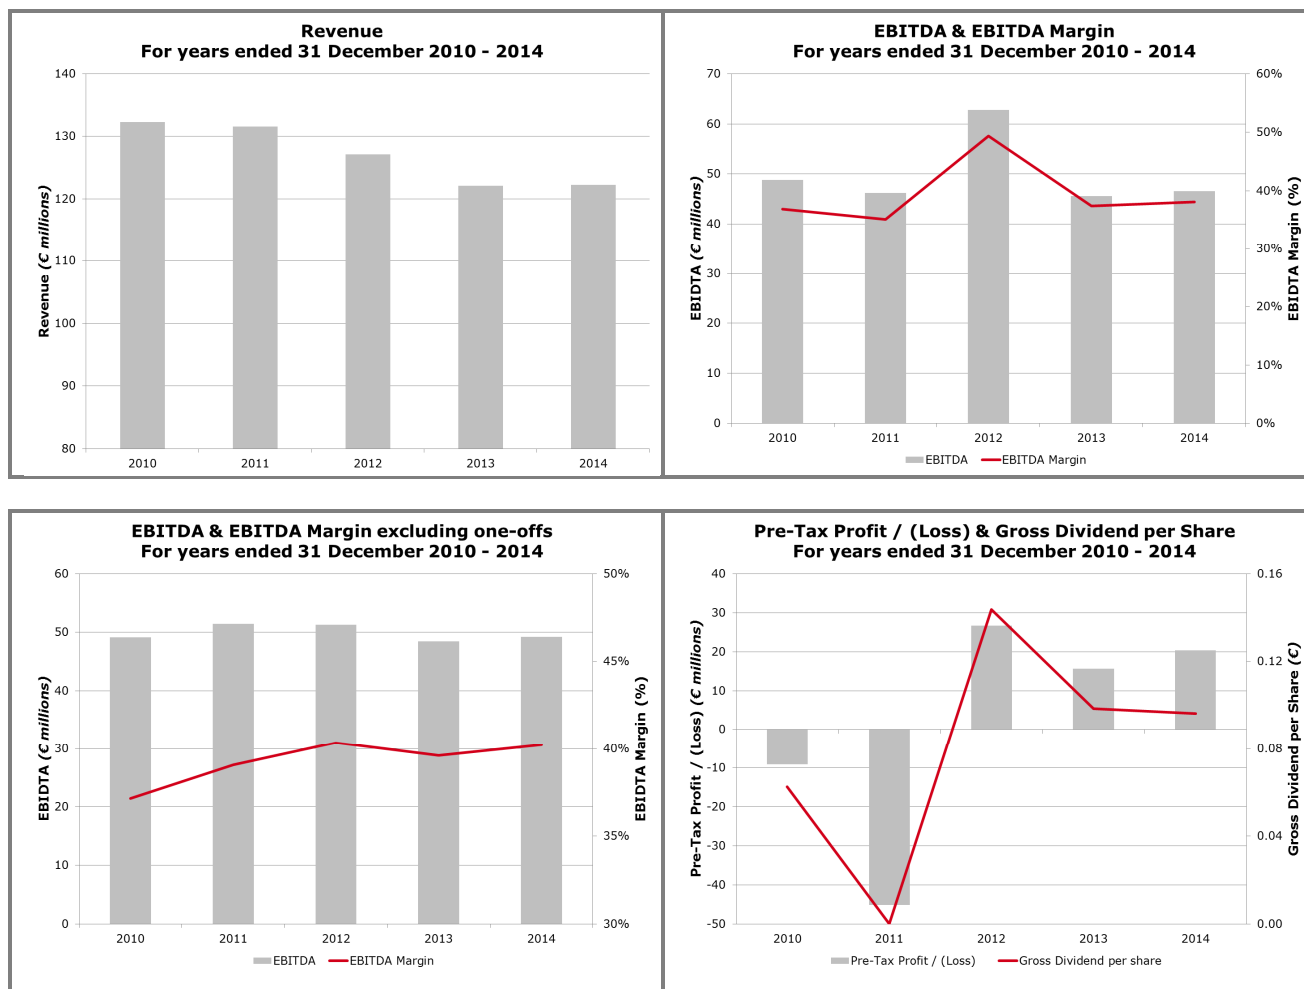 Revenue
For years ended 31 December 2010 - 2014
140
130
120
110
100
90
80
Revenue (€ millions)
2010 2011 2012 2013 2014
EBITDA & EBITDA Margin
For years ended 31 December 2010 - 2014
70
60
50
40
30
20
10
0
EBIDTA (€ millions)
60%
50%
40%
30%
20%
10%
0%
EBIDTA Margin (%)
2010 2011 2012 2013 2014
EBITDA EBITDA Margin
EBITDA & EBITDA Margin excluding one-offs
For years ended 31 December 2010 - 2014
60
50
40
30
20
10
0
EBIDTA (€ millions)
50%
45%
40%
35%
30%
EBIDTA Margin (%)
2010 2011 2012 2013 2014
EBITDA EBITDA Margin
Pre-Tax Profit / (Loss) & Gross Dividend per Share
For years ended 31 December 2010 - 2014
40
30
20
10
0
-10
-20
-30
-40
-50
Pre-Tax Profit / (Loss) (€ millions)
0.16
0.12
0.08
0.04
0.00
Gross Dividend per Share (€)
2010 2011 2012 2013 2014
Pre-Tax Profit / (Loss) Gross Dividend per share